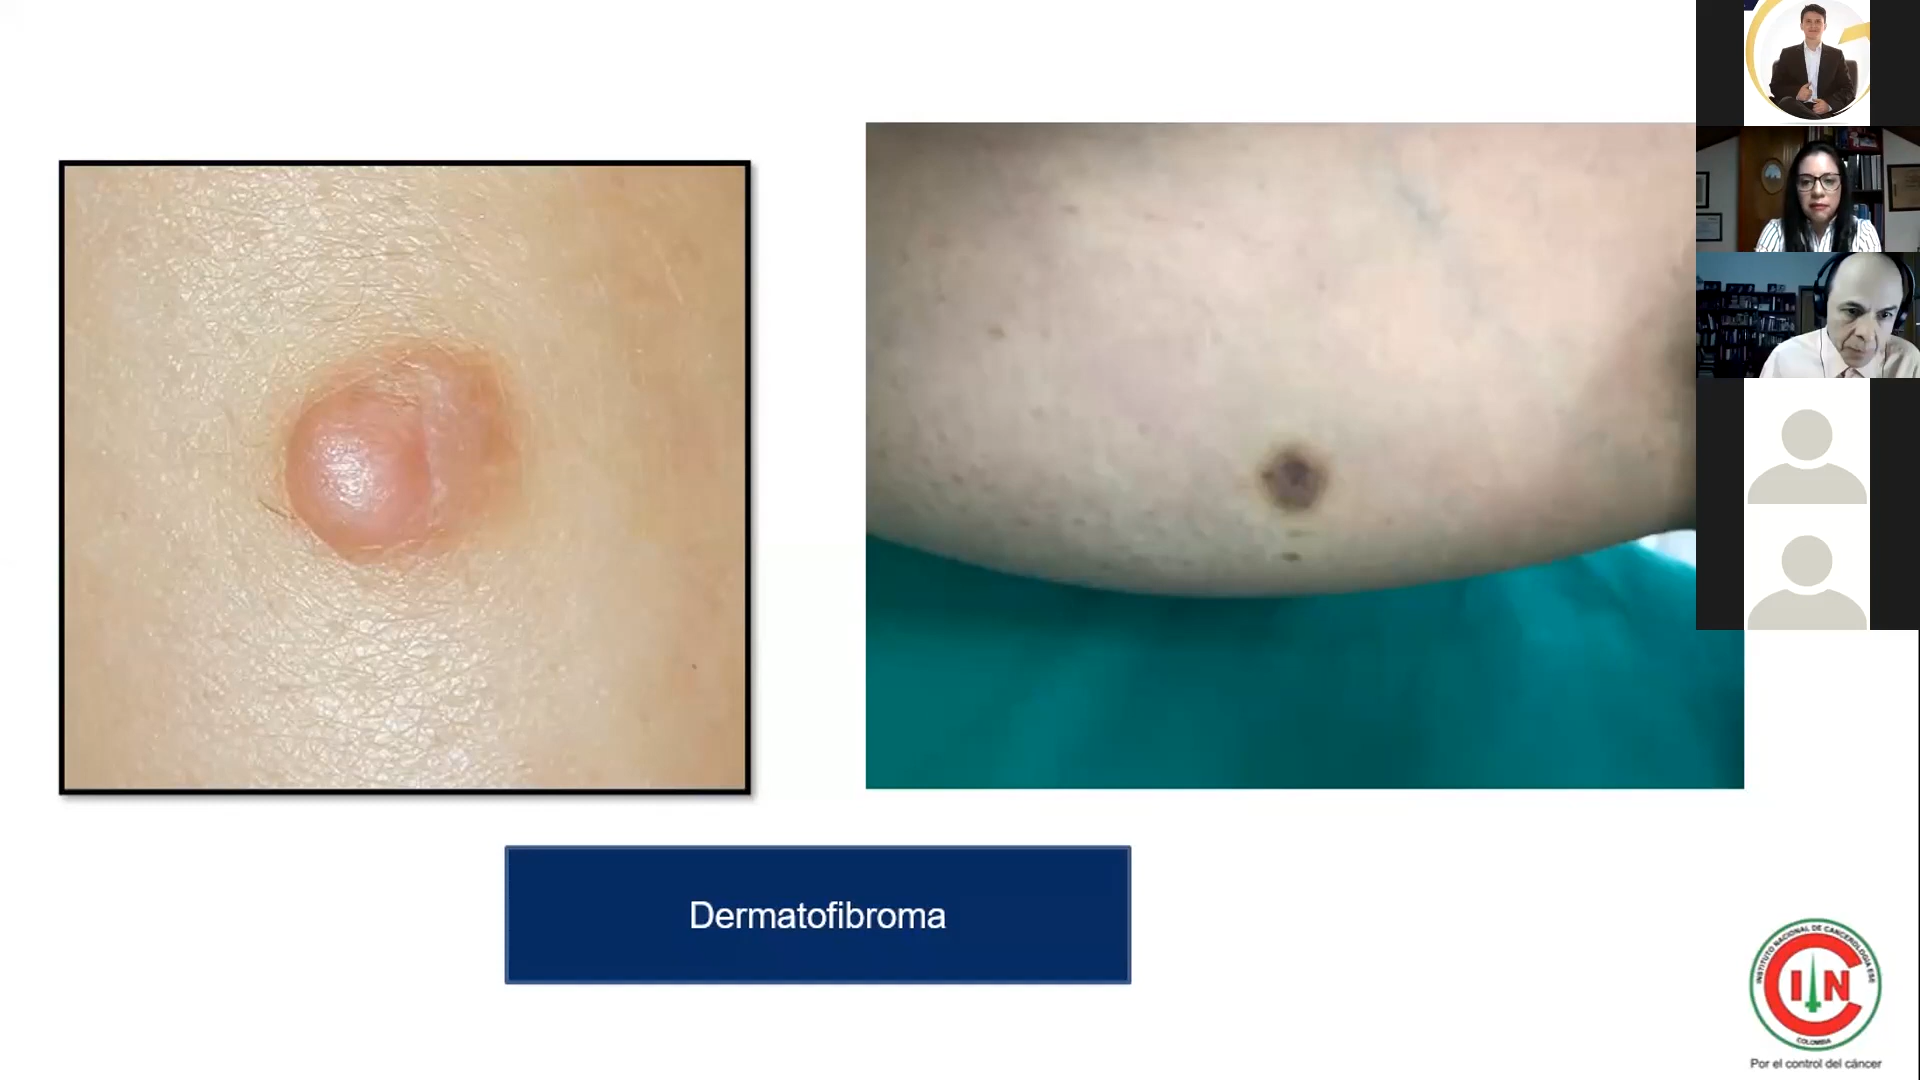 Dermatofibroma
INSTITUTO NACIONAL DE CANCEROLOGÍA ESE
I N
C
COLOMBIA
Por el control del cáncer